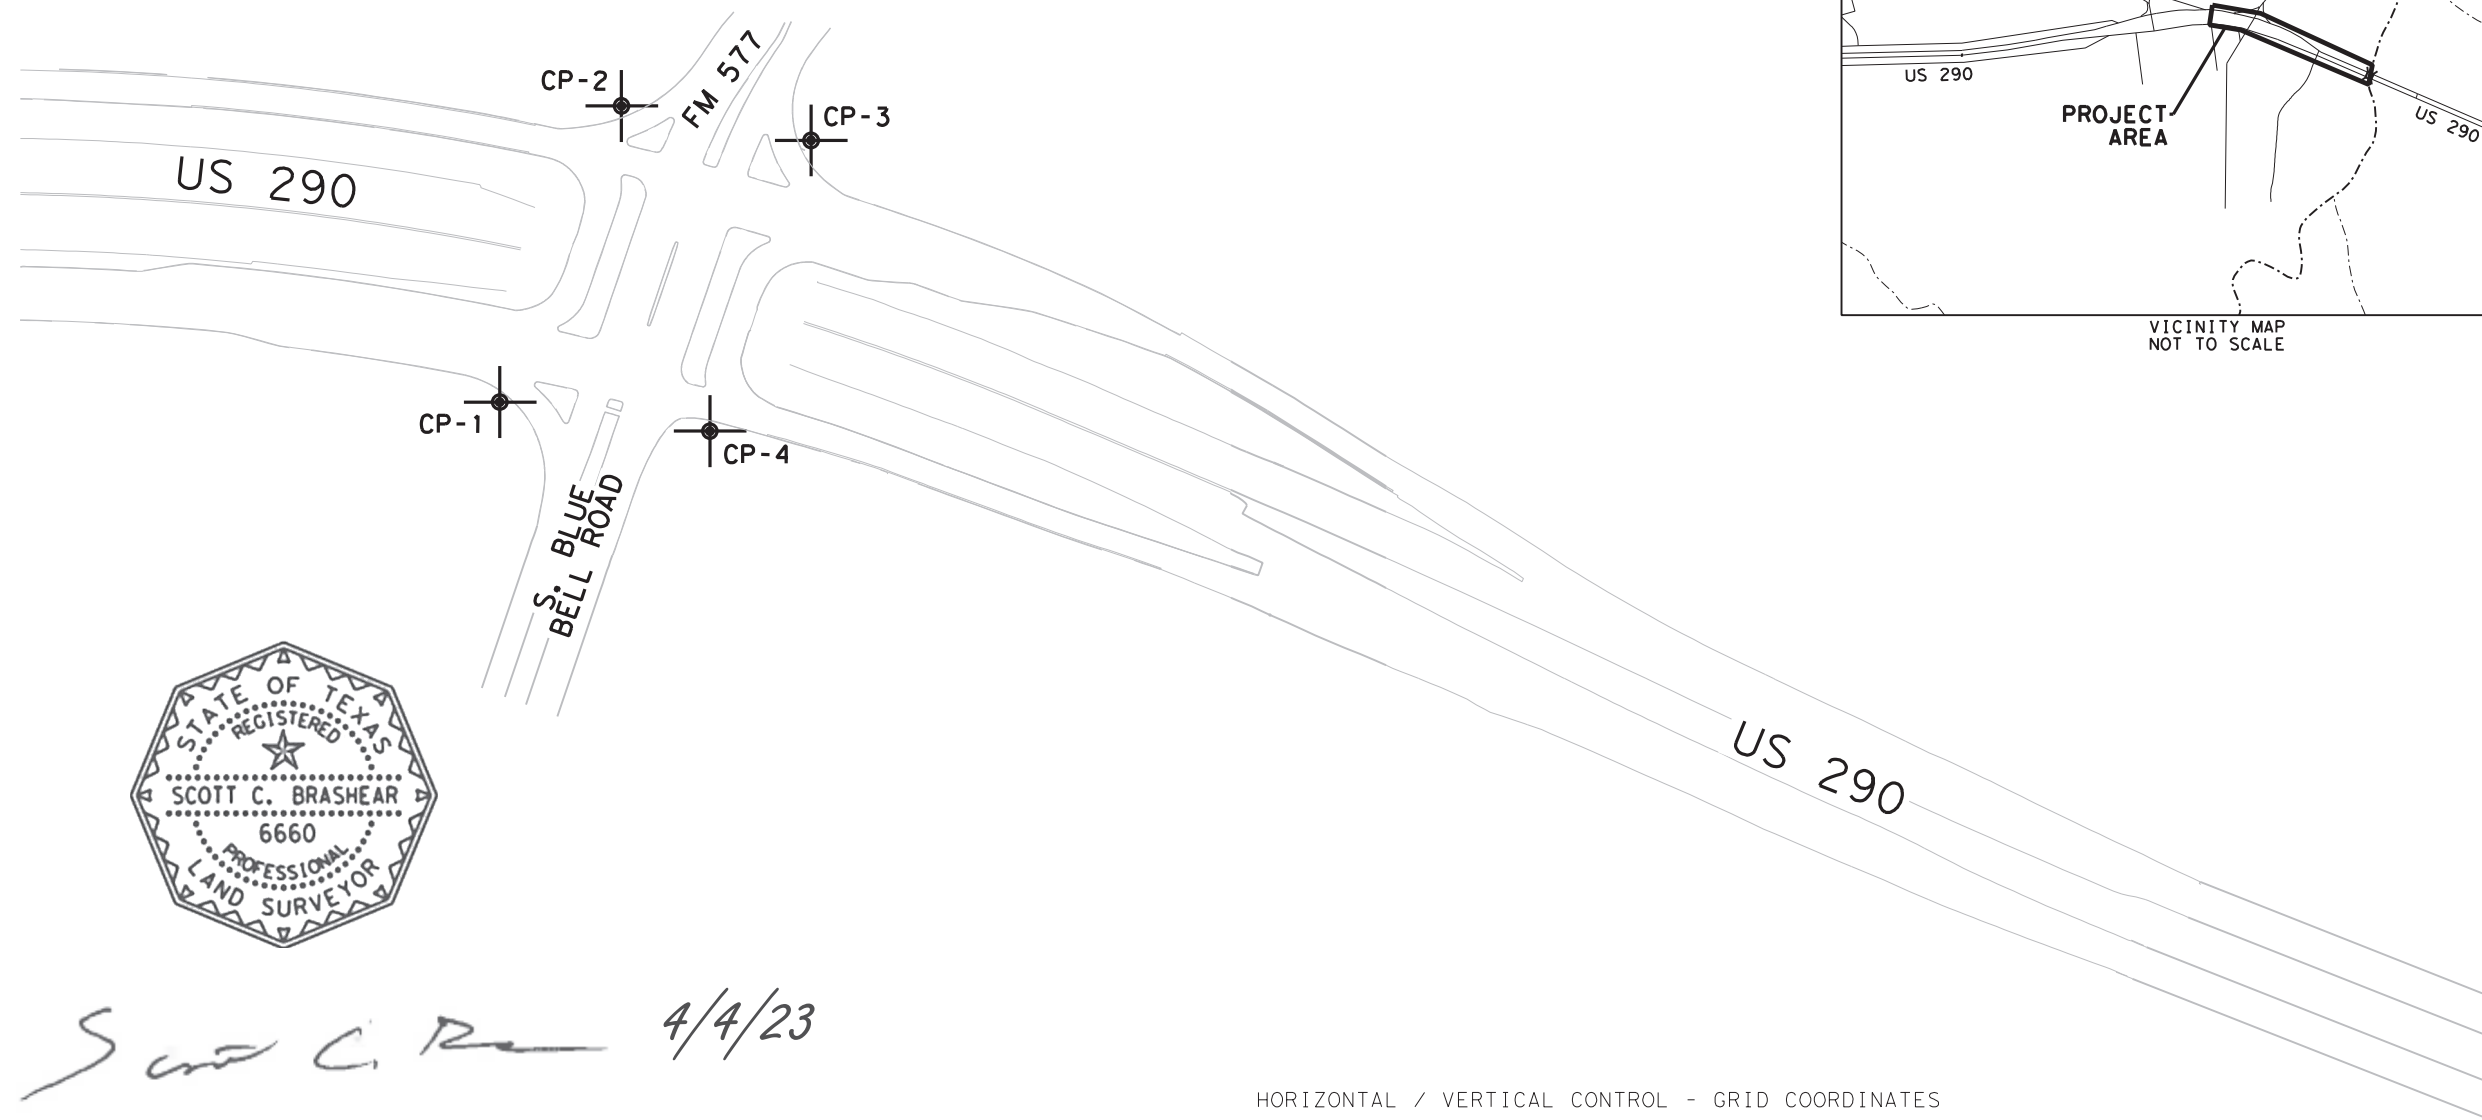 CP-2
FM 577
CP-3
US 290
US 290
PROJECT
AREA
US 290
VICINITY MAP
NOT TO SCALE
CP-1
CP-4
S. BLUE
BELL ROAD
STATE OF TEXAS
REGISTERED
SCOTT C. BRASHEAR
6660
PROFESSIONAL
LAND SURVEYOR
US 290
4/4/23
HORIZONTAL / VERTICAL CONTROL - GRID COORDINATES